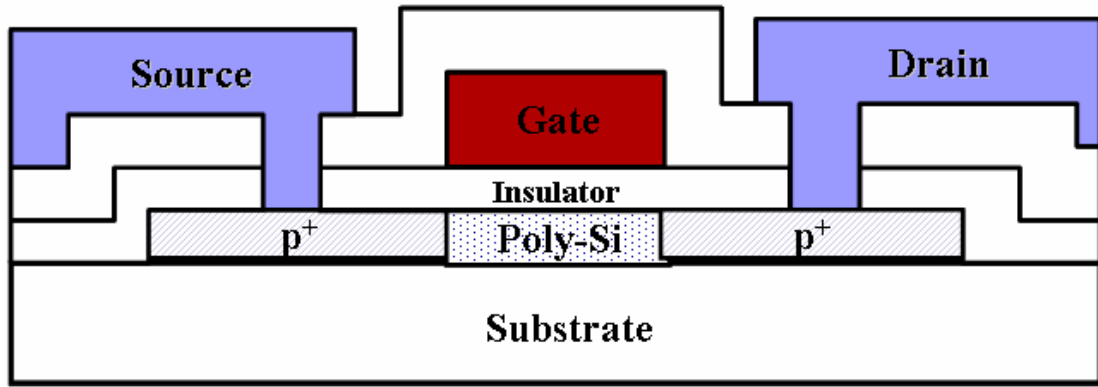 Source
Drain
Gate
Insulator
p⁺
Poly-Si
p⁺
Substrate